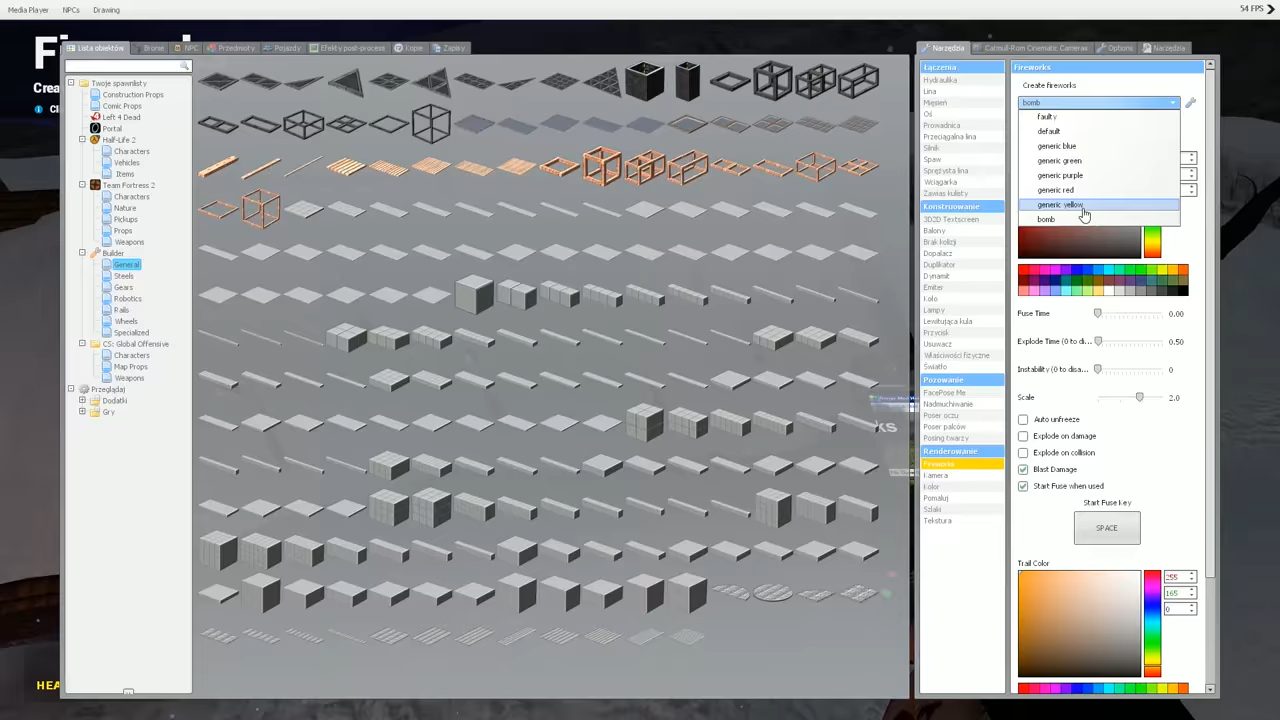 Media Player NPCs Drawing
54 FPS
Lista obiektów Bronie NPC Przedmioty Pojazdy Efekty post-process Kopie Zapisy
Narzędzia Catmull-Rom Cinematic Cameras Options Narzędzia
Twoje spawnlisty
Construction Props
Comic Props
Left 4 Dead
Portal
Half-Life 2
Characters
Vehicles
Items
Team Fortress 2
Characters
Nature
Pickups
Props
Weapons
Builder
General
Steels
Gears
Robotics
Rails
Wheels
Specialized
CS: Global Offensive
Characters
Map Props
Weapons
Przeglądaj
Dodatki
Gry
Łączenia
Hydraulika
Lina
Mięsień
Oś
Prowadnica
Przeciągalna lina
Silnik
Spaw
Sprężysta lina
Wciągarka
Zawias kulisty
Konstruowanie
3D2D Textscreen
Balony
Brak kolizji
Dopalacz
Duplikator
Dynamit
Emiter
Koło
Lampy
Lewitująca kula
Przycisk
Usuwacz
Właściwości fizyczne
Światło
Pozowanie
FacePose Me
Nadmuchiwanie
Poser oczu
Poser palców
Posing twarzy
Renderowanie
Fireworks
Kamera
Kolor
Pomaluj
Szlaki
Tekstura
Fireworks
Create fireworks
bomb
faulty
default
generic blue
generic green
generic purple
generic red
generic yellow
bomb
Fuse Time 0.00
Explode Time (0 to di... 0.50
Instability (0 to disa... 0
Scale 2.0
Auto unfreeze
Explode on damage
Explode on collision
Blast Damage
Start Fuse when used
Start Fuse Key
SPACE
Trail Color
255
165
0
HEA